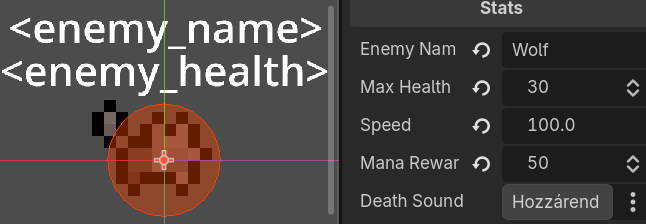 <enemy_name>
<enemy_health>
Stats
Enemy Nam Wolf
Max Health 30
Speed 100.0
Mana Rewar 50
Death Sound Hozzárend